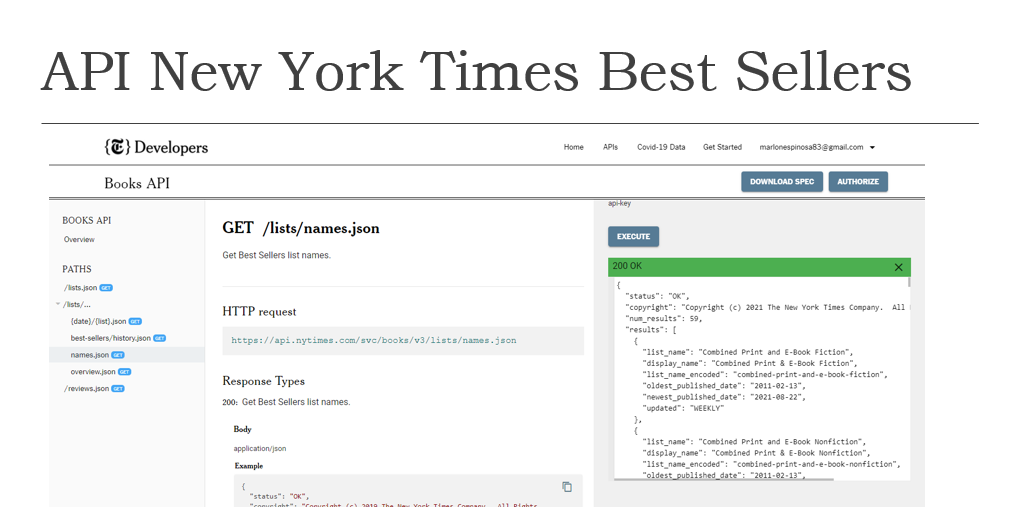 API New York Times Best Sellers
{T} Developers
Home APIs Covid-19 Data Get Started marlonespinosa83@gmail.com
Books API
DOWNLOAD SPEC AUTHORIZE
BOOKS API
Overview
PATHS
/lists.json GET
/lists/...
{date}/{list}.json GET
best-sellers/history.json GET
names.json GET
overview.json GET
/reviews.json GET
GET /lists/names.json
Get Best Sellers list names.
HTTP request
https://api.nytimes.com/svc/books/v3/lists/names.json
Response Types
200: Get Best Sellers list names.
Body
application/json
Example
{
"status": "OK",
"copyright": "Copyright (c) 2019 The New York Times Company. All Rights
api-key
EXECUTE
200 OK
{
"status": "OK",
"copyright": "Copyright (c) 2021 The New York Times Company. All
"num_results": 59,
"results": [
{
"list_name": "Combined Print and E-Book Fiction",
"display_name": "Combined Print & E-Book Fiction",
"list_name_encoded": "combined-print-and-e-book-fiction",
"oldest_published_date": "2011-02-13",
"newest_published_date": "2021-08-22",
"updated": "WEEKLY"
},
{
"list_name": "Combined Print and E-Book Nonfiction",
"display_name": "Combined Print & E-Book Nonfiction",
"list_name_encoded": "combined-print-and-e-book-nonfiction",
"oldest_published_date": "2011-02-13",